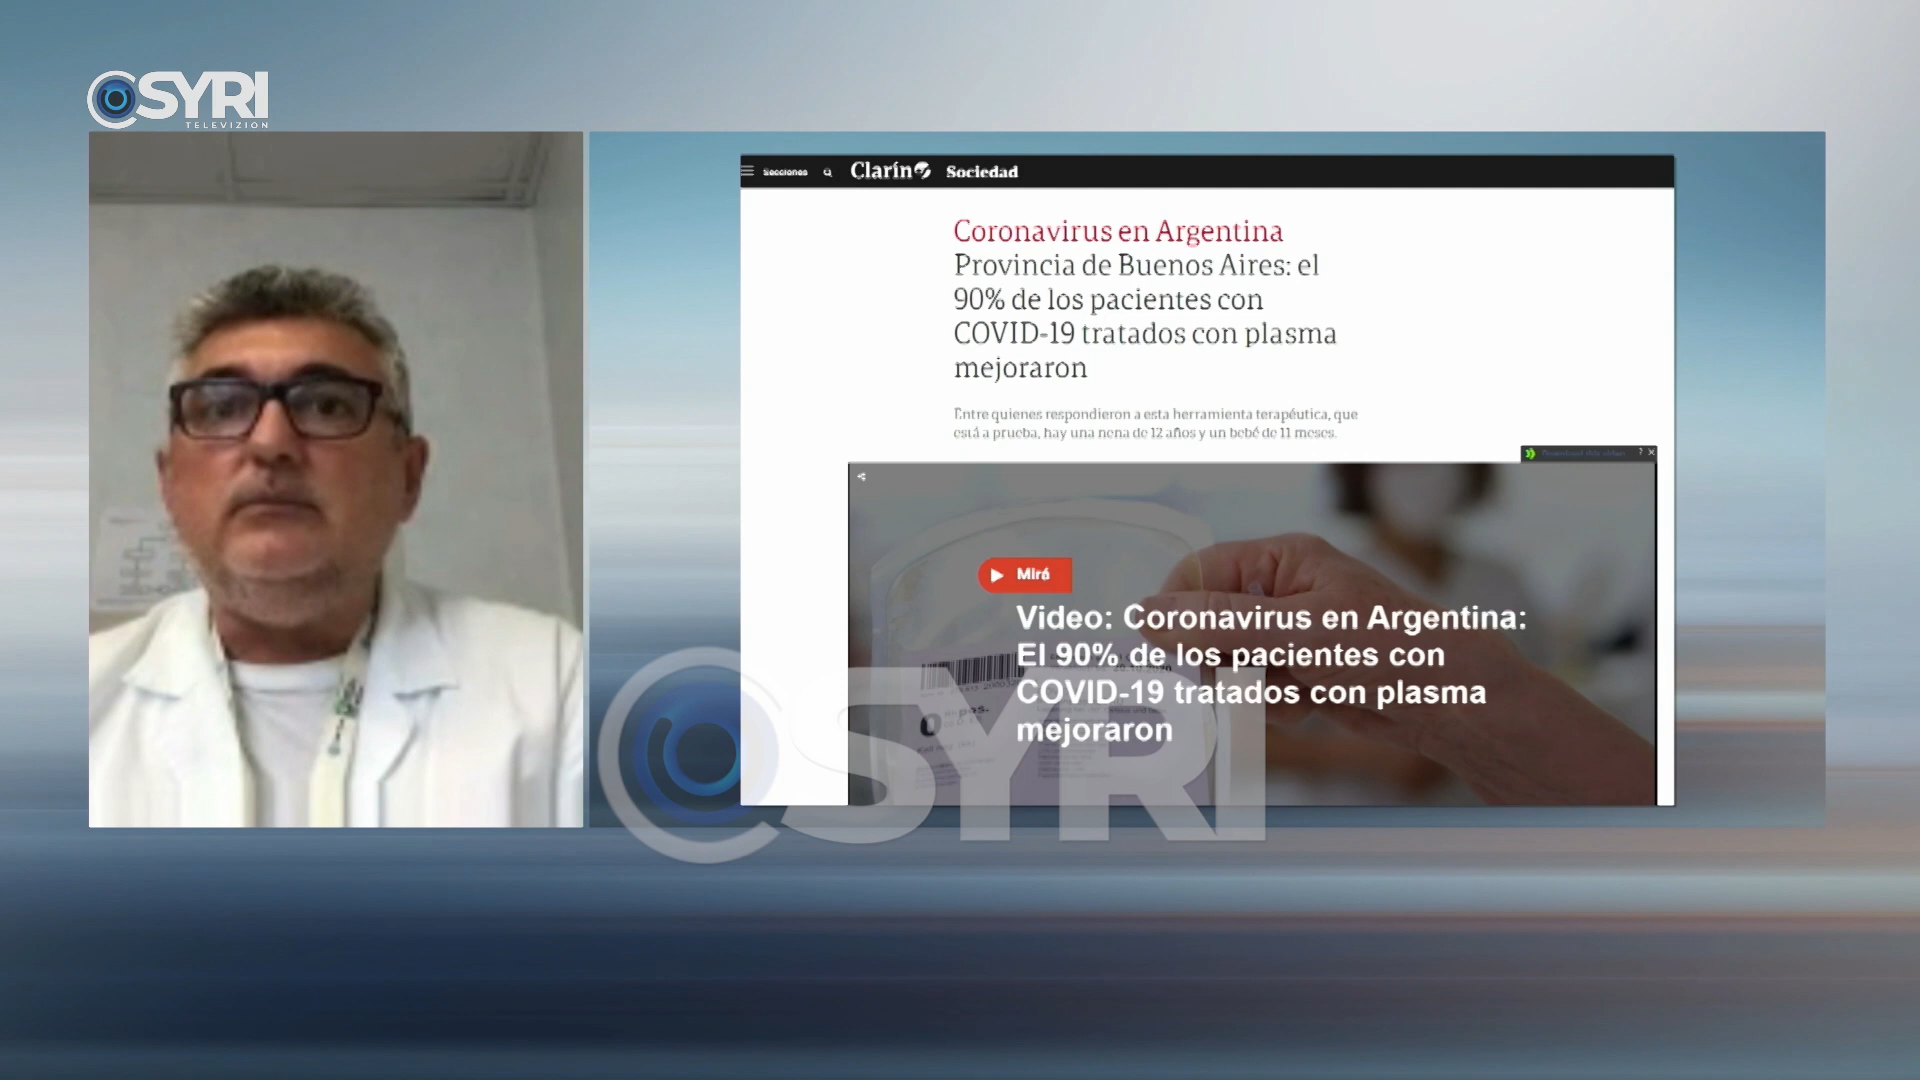 SYRI
TELEVIZION
Secciones
Clarín
Sociedad
Coronavirus en Argentina
Provincia de Buenos Aires: el
90% de los pacientes con
COVID-19 tratados con plasma
mejoraron
Entre quienes respondieron a esta herramienta terapéutica, que
está a prueba, hay una nena de 12 años y un bebé de 11 meses.
Download this video ? ×
Mirá
Video: Coronavirus en Argentina:
El 90% de los pacientes con
COVID-19 tratados con plasma
mejoraron
SYRI